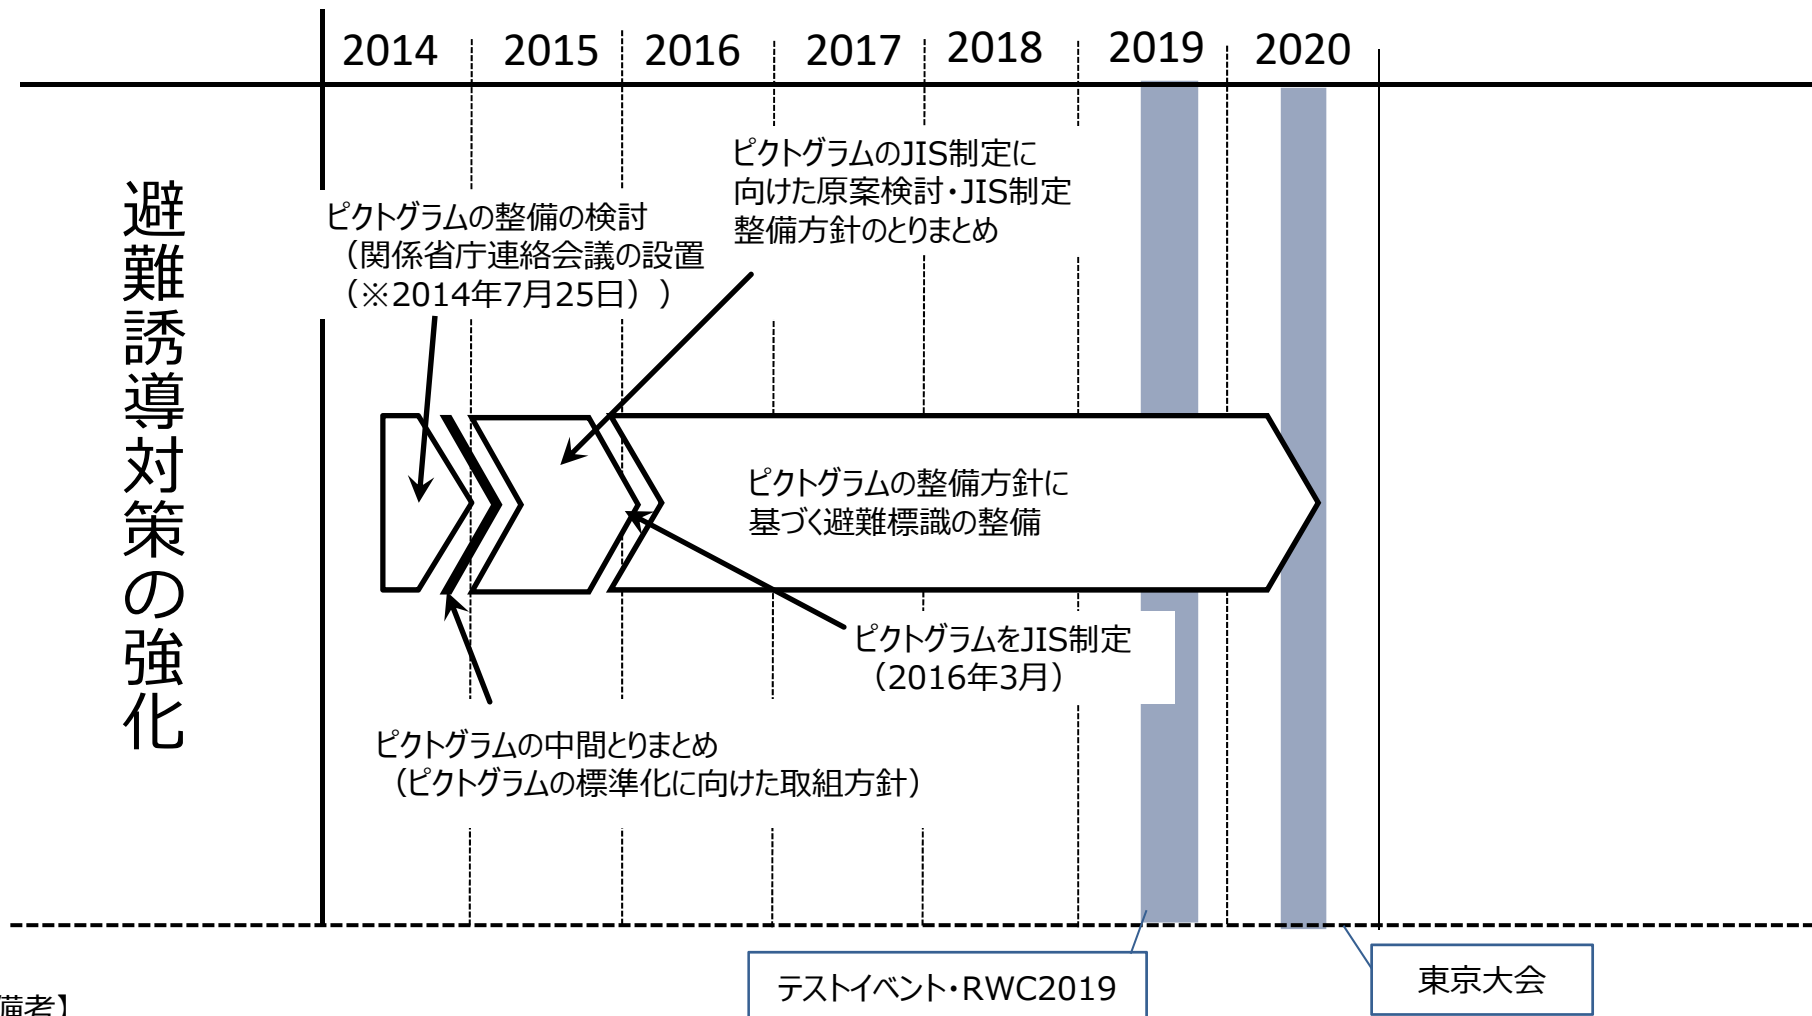 2014 2015 2016 2017 2018 2019 2020
避難誘導対策の強化
ピクトグラムの整備の検討
（関係省庁連絡会議の設置
（※2014年7月25日））
ピクトグラムのJIS制定に
向けた原案検討・JIS制定
整備方針のとりまとめ
ピクトグラムの整備方針に
基づく避難標識の整備
ピクトグラムをJIS制定
（2016年3月）
ピクトグラムの中間とりまとめ
（ピクトグラムの標準化に向けた取組方針）
テストイベント・RWC2019
東京大会
備考】